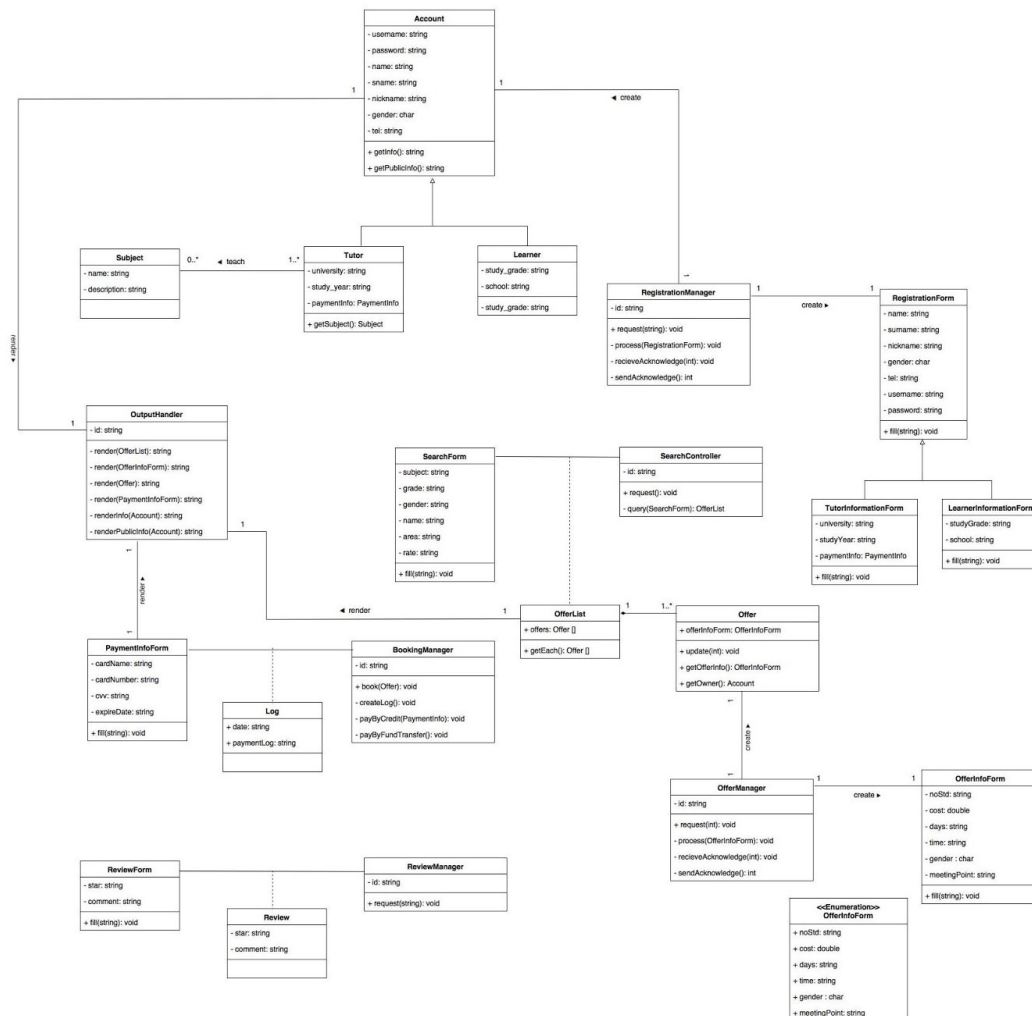 Account
- username: string
- password: string
- name: string
- sname: string
- nickname: string
- gender: char
- tel: string
+ getInfo(): string
+ getPublicInfo(): string
1
1
◄ create
Subject
- name: string
- description: string
0..*
◄ teach
1..*
Tutor
- university: string
- study_year: string
- paymentInfo: PaymentInfo
+ getSubject(): Subject
Learner
- study_grade: string
- school: string
- study_grade: string
1
RegistrationManager
- id: string
+ request(string): void
- process(RegistrationForm): void
- recieveAcknowledge(int): void
- sendAcknowledge(): int
1
create ►
1
RegistrationForm
- name: string
- surname: string
- nickname: string
- gender: char
- tel: string
- username: string
- password: string
+ fill(string): void
render ►
1
OutputHandler
- id: string
- render(OfferList): string
- render(OfferInfoForm): string
- render(Offer): string
- render(PaymentInfoForm): string
- renderInfo(Account): string
- renderPublicInfo(Account): string
SearchForm
- subject: string
- grade: string
- gender: string
- name: string
- area: string
- rate: string
+ fill(string): void
SearchController
- id: string
+ request(): void
- query(SearchForm): OfferList
TutorInformationForm
- university: string
- studyYear: string
- paymentInfo: PaymentInfo
+ fill(string): void
LearnerInformationForm
- studyGrade: string
- school: string
+ fill(string): void
1
1
render ►
1
◄ render
1
OfferList
+ offers: Offer []
+ getEach(): Offer []
1
1..*
Offer
+ offerInfoForm: OfferInfoForm
+ update(int): void
+ getOfferInfo(): OfferInfoForm
+ getOwner(): Account
PaymentInfoForm
- cardName: string
- cardNumber: string
- cvv: string
- expireDate: string
+ fill(string): void
BookingManager
- id: string
+ book(Offer): void
- createLog(): void
- payByCredit(PaymentInfo): void
- payByFundTransfer(): void
Log
+ date: string
+ paymentLog: string
1
create ►
1
OfferManager
- id: string
+ request(int): void
- process(OfferInfoForm): void
- recieveAcknowledge(int): void
- sendAcknowledge(): int
1
create ►
1
OfferInfoForm
- noStd: string
- cost: double
- days: string
- time: string
- gender : char
- meetingPoint: string
+ fill(string): void
ReviewForm
- star: string
- comment: string
+ fill(string): void
ReviewManager
- id: string
+ request(string): void
Review
- star: string
- comment: string
<<Enumeration>>
OfferInfoForm
+ noStd: string
+ cost: double
+ days: string
+ time: string
+ gender : char
+ meetingPoint: string